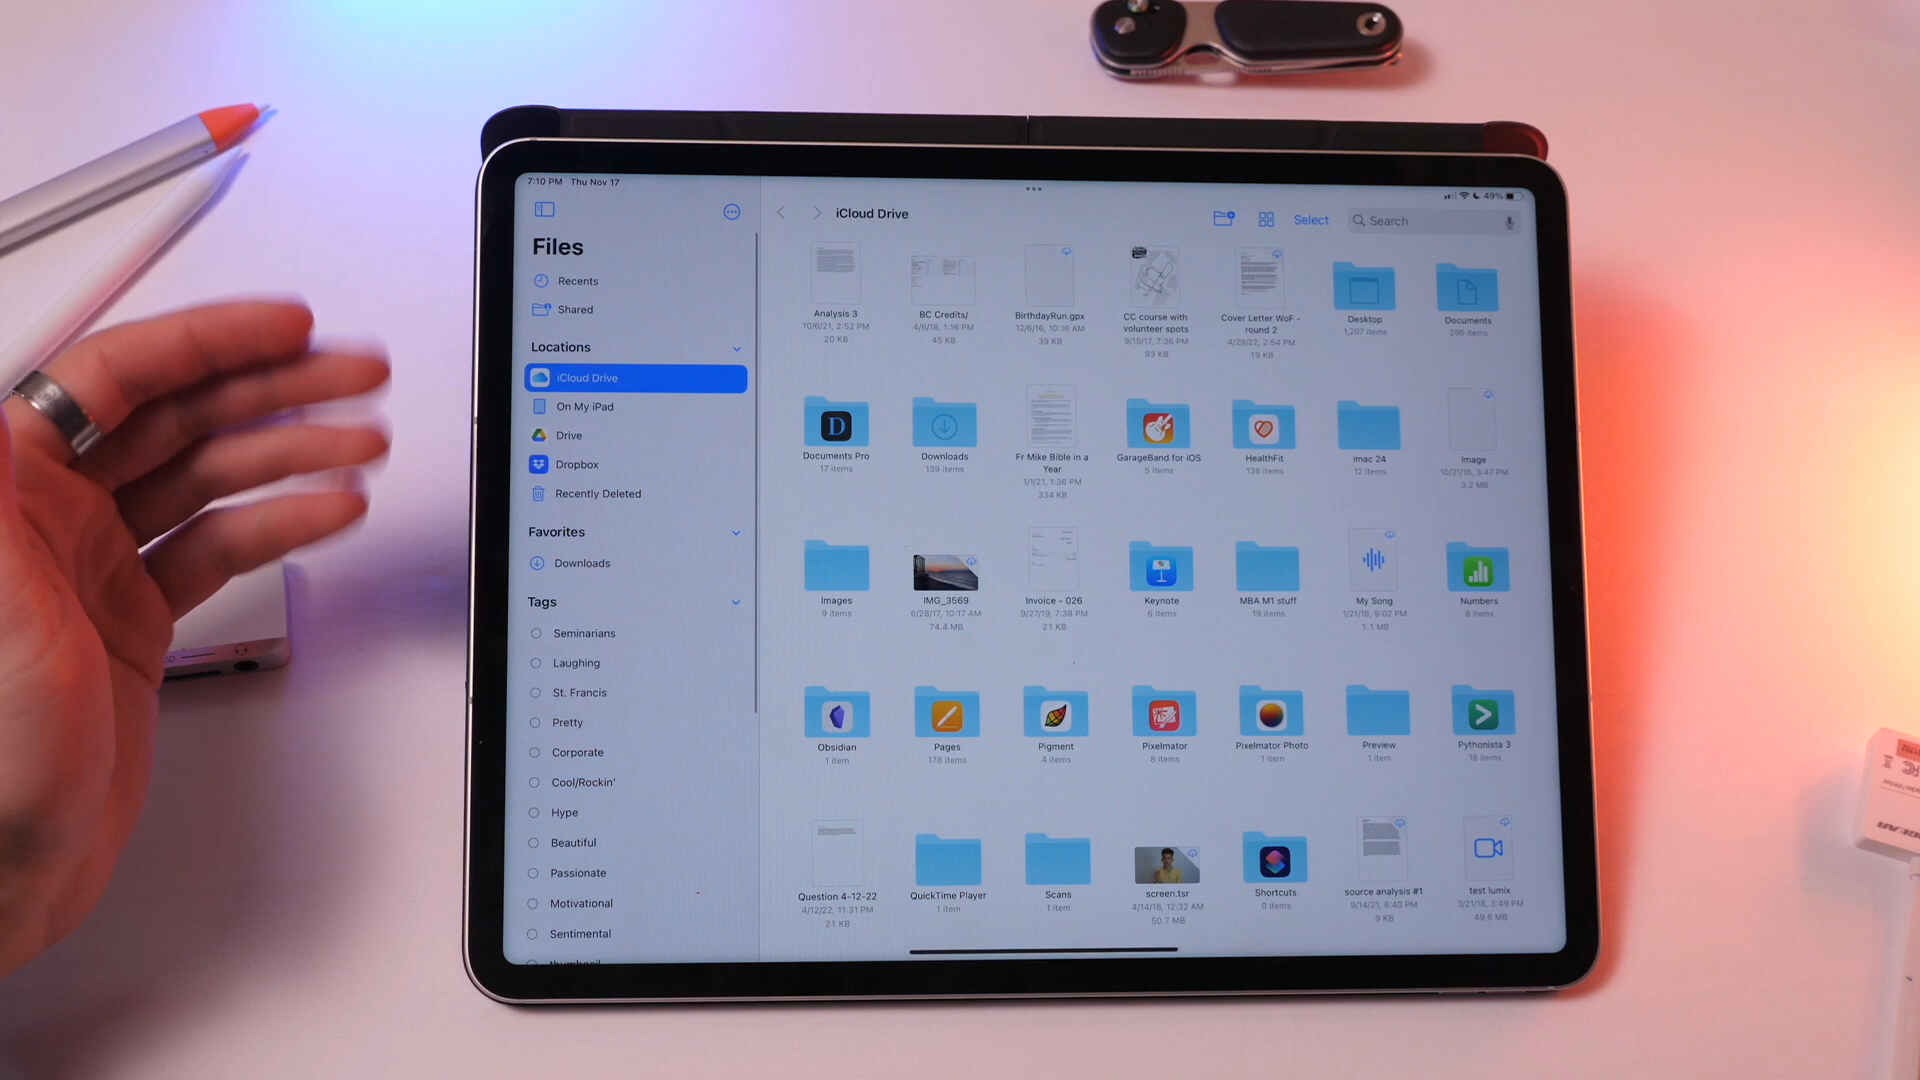 7:10 PM Thu Nov 17
49%
Files
Recents
Shared
Locations
iCloud Drive
On My iPad
Drive
Dropbox
Recently Deleted
Favorites
Downloads
Tags
Seminarians
Laughing
St. Francis
Pretty
Corporate
Cool/Rockin'
Hype
Beautiful
Passionate
Motivational
Sentimental
thumbnail
iCloud Drive
Select
Search
Analysis 3
10/6/21, 2:52 PM
20 KB
BC Credits/
4/6/18, 1:16 PM
45 KB
BirthdayRun.gpx
12/6/16, 10:16 AM
39 KB
CC course with
volunteer spots
9/15/17, 7:36 PM
93 KB
Cover Letter WoF -
round 2
4/29/22, 2:54 PM
19 KB
Desktop
1,207 items
Documents
296 items
D
Documents Pro
17 items
Downloads
139 items
Fr Mike Bible in a
Year
1/1/21, 1:36 PM
334 KB
GarageBand for iOS
5 items
HealthFit
138 items
imac 24
12 items
Image
10/31/16, 3:47 PM
3.2 MB
Images
9 items
IMG_3569
6/28/17, 10:17 AM
74.4 MB
Invoice - 026
9/27/19, 7:38 PM
21 KB
Keynote
6 items
MBA M1 stuff
19 items
My Song
1/21/16, 9:02 PM
1.1 MB
Numbers
8 items
Obsidian
1 item
Pages
178 items
Pigment
4 items
Pixelmator
8 items
Pixelmator Photo
1 item
Preview
1 item
Pythonista 3
18 items
Question 4-12-22
4/12/22, 11:31 PM
21 KB
QuickTime Player
1 item
Scans
1 item
screen.tsr
4/14/18, 12:32 AM
50.7 MB
Shortcuts
0 items
source analysis #1
9/14/21, 8:40 PM
9 KB
test lumix
3/21/18, 3:49 PM
49.6 MB